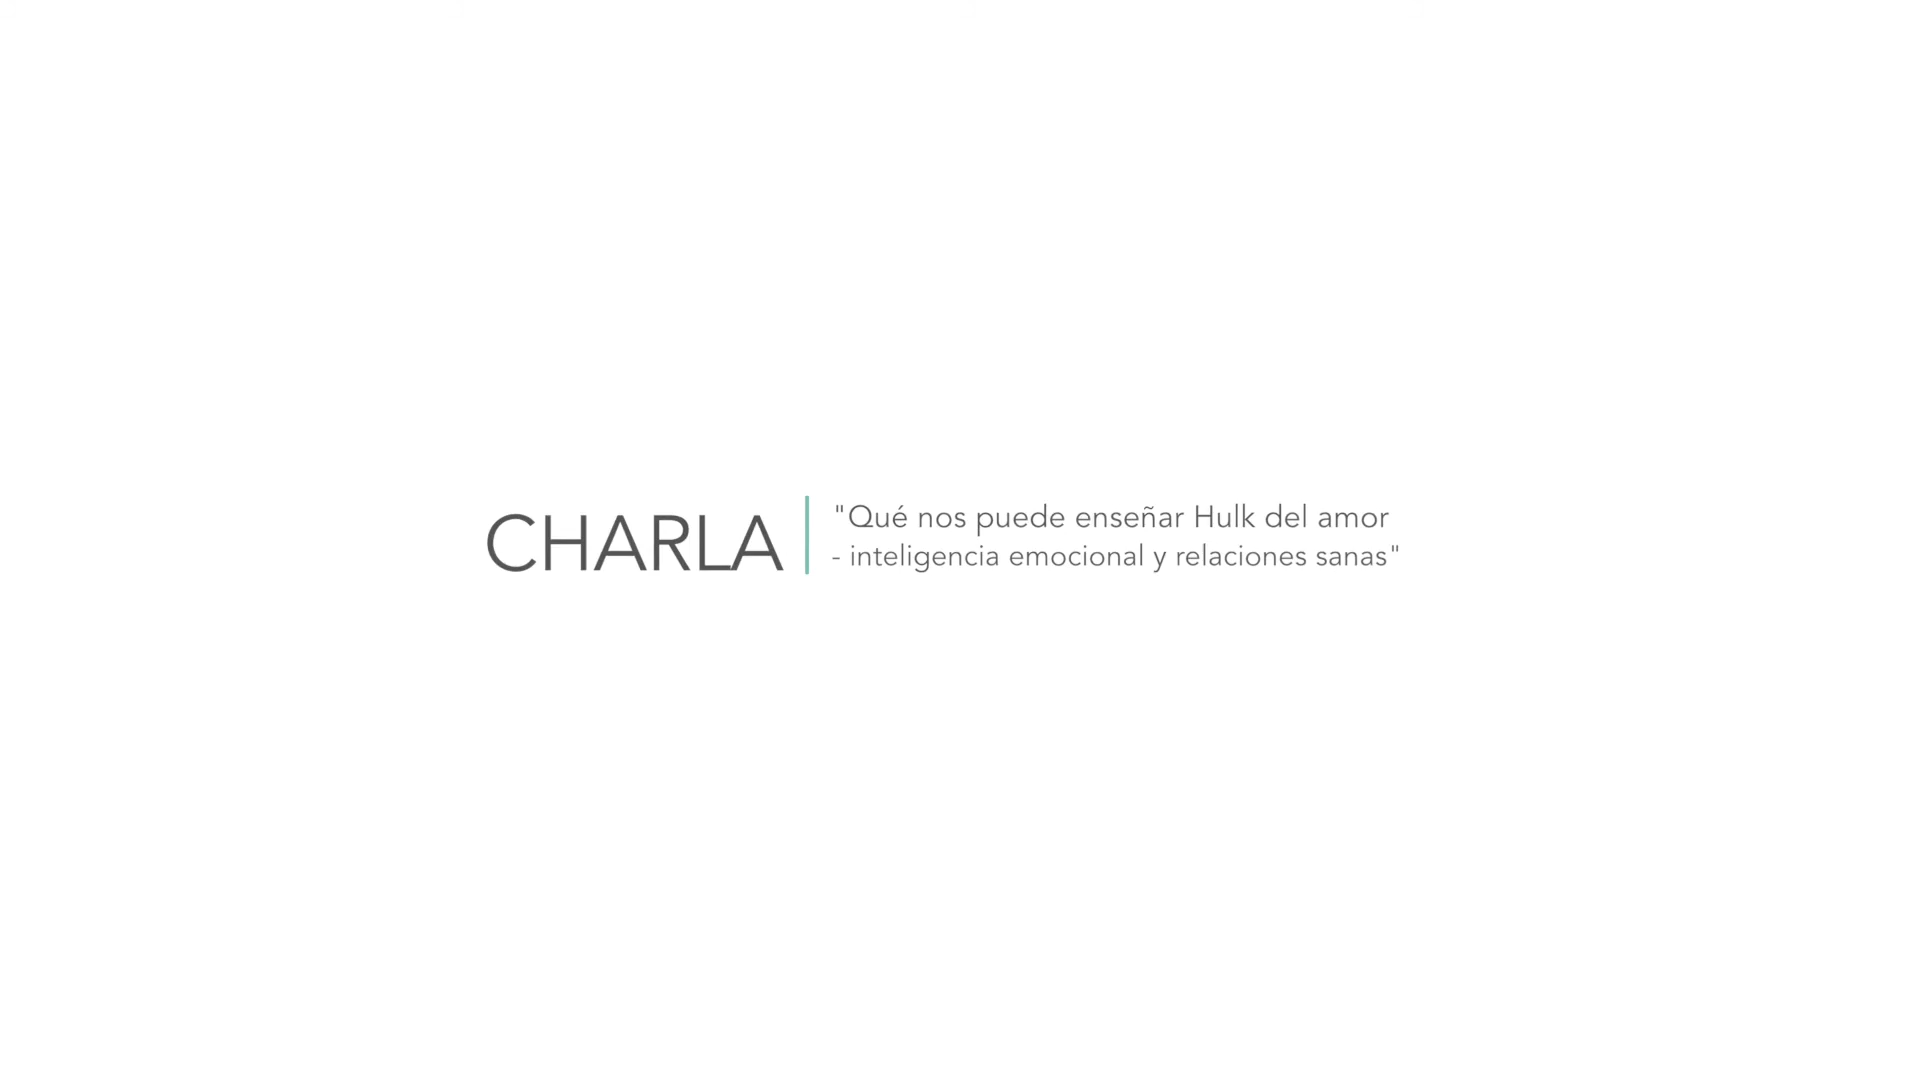 CHARLA
"Qué nos puede enseñar Hulk del amor
- inteligencia emocional y relaciones sanas"